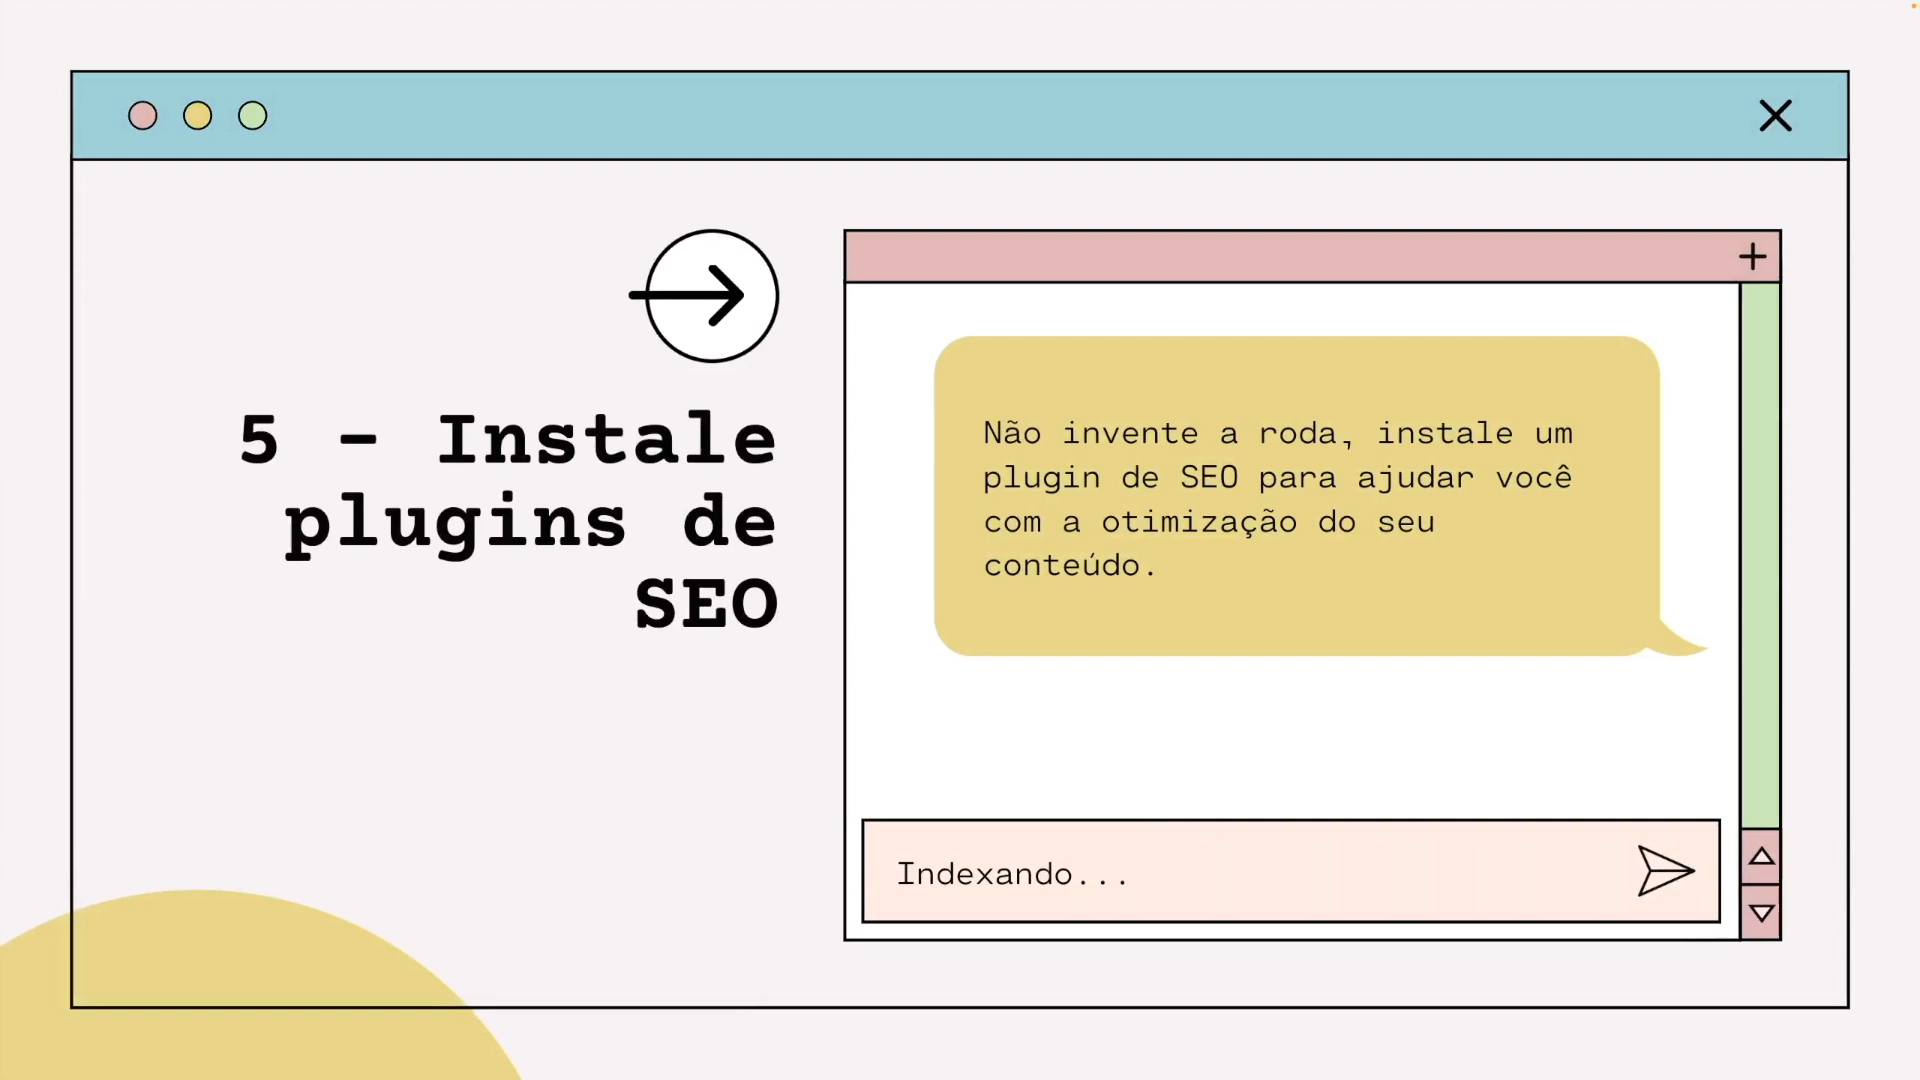 5 - Instale
plugins de
SEO
Não invente a roda, instale um
plugin de SEO para ajudar você
com a otimização do seu
conteúdo.
Indexando...